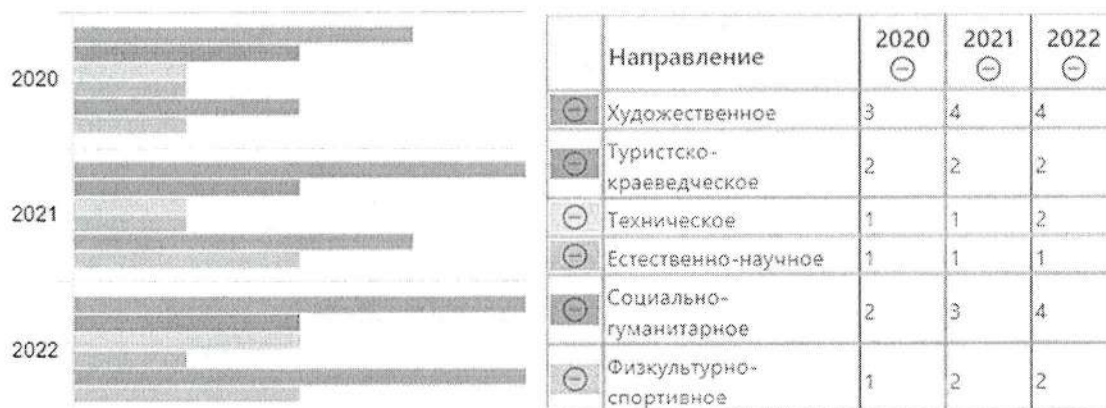 2020
2021
2022
Направление 2020 2021 2022
Художественное 3 4 4
Туристско-
краеведческое 2 2 2
Техническое 1 1 2
Естественно-научное 1 1 1
Социально-
гуманитарное 2 3 4
Физкультурно-
спортивное 1 2 2